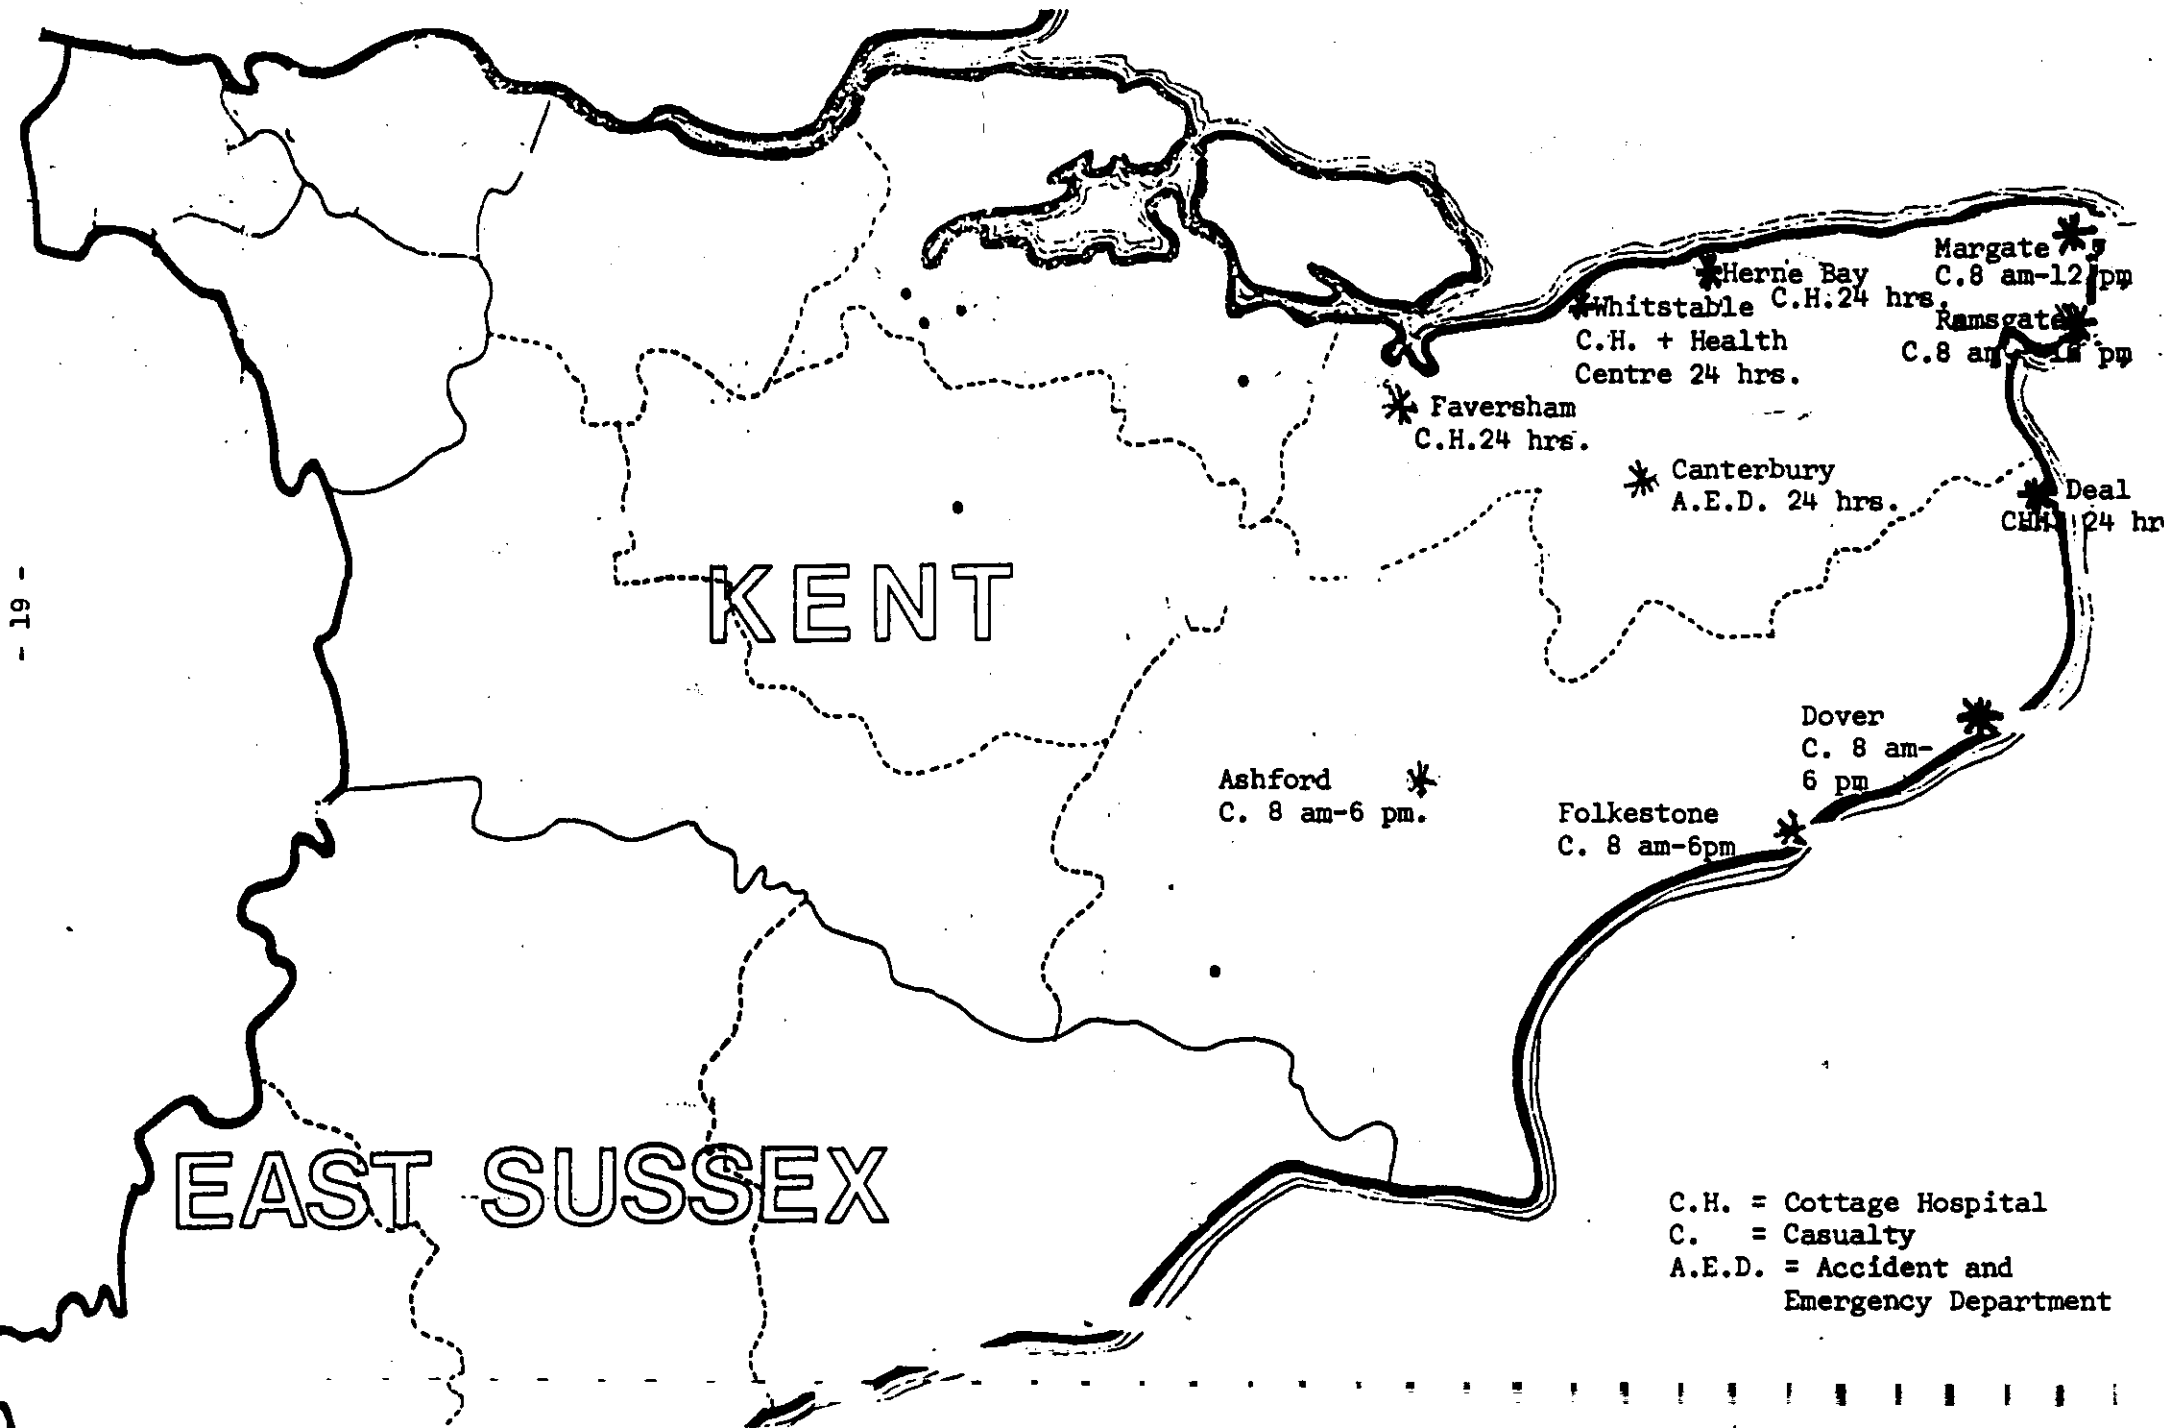 Margate
C.8 am-12 pm
Herne Bay
C.H.24 hrs.
Whitstable
C.H. + Health
Centre 24 hrs.
Ramsgate
C.8 am pm
Faversham
C.H.24 hrs.
Canterbury
A.E.D. 24 hrs.
Deal
24 hr
KENT
- 19 -
Dover
C. 8 am-
6 pm
Ashford
C. 8 am-6 pm.
Folkestone
C. 8 am-6pm
EAST SUSSEX
C.H. = Cottage Hospital
C. = Casualty
A.E.D. = Accident and
Emergency Department